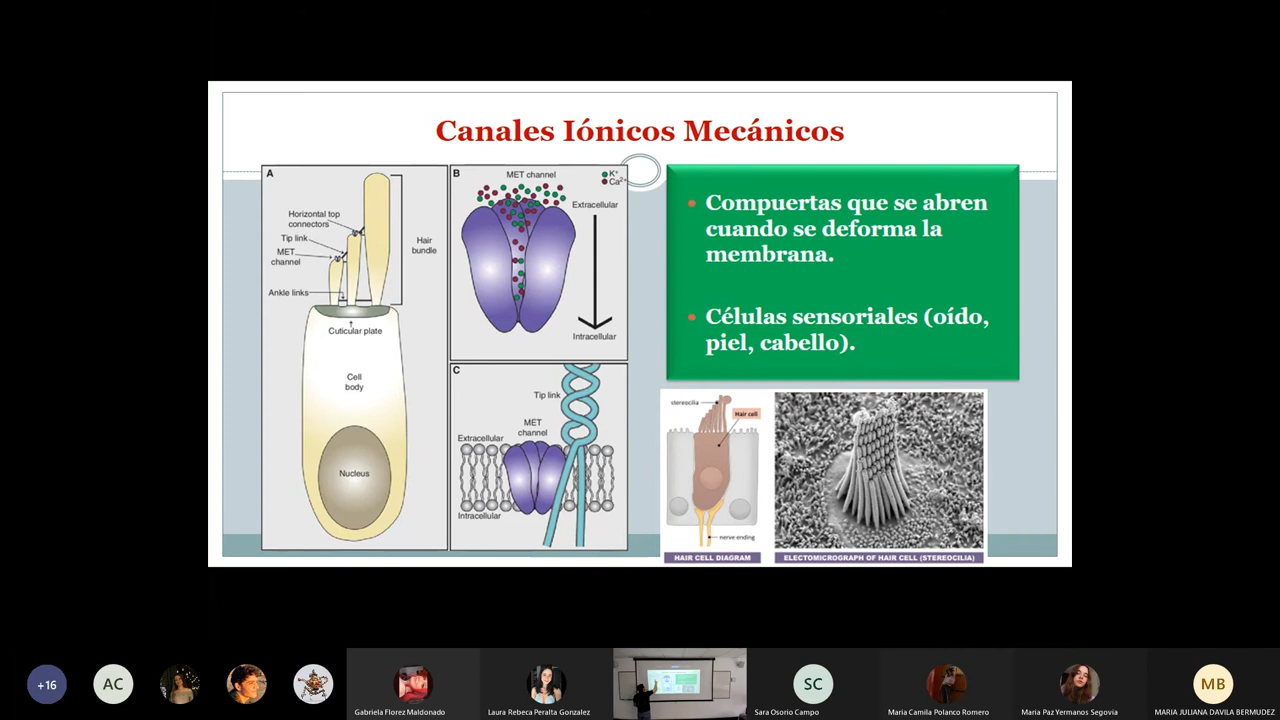 Canales Iónicos Mecánicos
A
Horizontal top
connectors
Tip link
MET
channel
Ankle links
Hair
bundle
Cuticular plate
Cell
body
Nucleus
B
MET channel
K+
Ca2+
Extracellular
Intracellular
C
Tip link
MET
channel
Extracellular
Intracellular
• Compuertas que se abren
cuando se deforma la
membrana.
• Células sensoriales (oído,
piel, cabello).
stereocilia
Hair cell
nerve ending
HAIR CELL DIAGRAM
ELECTOMICROGRAPH OF HAIR CELL (STEREOCILIA)
+16
AC
Gabriela Florez Maldonado
Laura Rebeca Peralta Gonzalez
SC
Sara Osorio Campo
Maria Camila Polanco Romero
Maria Paz Yermanos Segovia
MB
MARIA JULIANA DAVILA BERMUDEZ